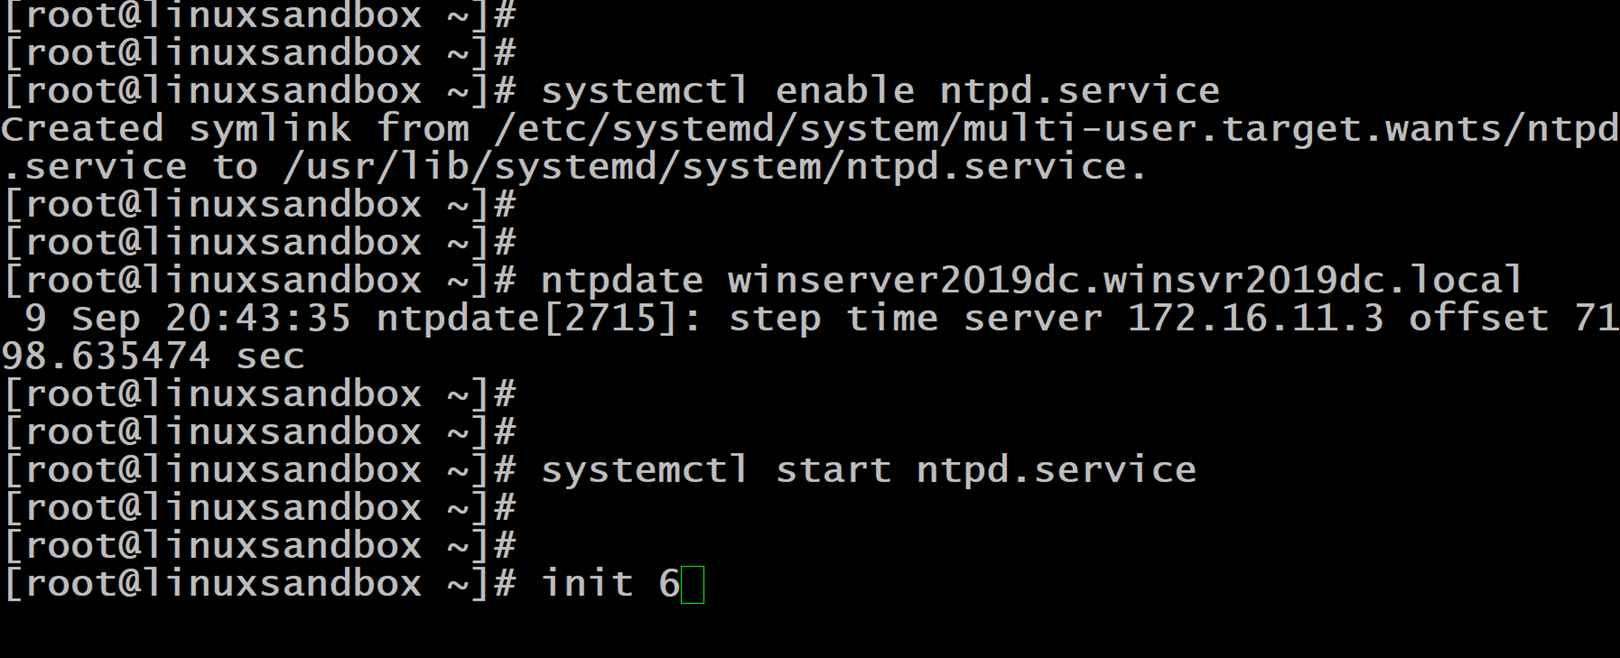 [root@linuxsandbox ~]#
[root@linuxsandbox ~]#
[root@linuxsandbox ~]# systemctl enable ntpd.service
Created symlink from /etc/systemd/system/multi-user.target.wants/ntpd
.service to /usr/lib/systemd/system/ntpd.service.
[root@linuxsandbox ~]#
[root@linuxsandbox ~]#
[root@linuxsandbox ~]# ntpdate winserver2019dc.winsvr2019dc.local
 9 Sep 20:43:35 ntpdate[2715]: step time server 172.16.11.3 offset 71
98.635474 sec
[root@linuxsandbox ~]#
[root@linuxsandbox ~]#
[root@linuxsandbox ~]# systemctl start ntpd.service
[root@linuxsandbox ~]#
[root@linuxsandbox ~]#
[root@linuxsandbox ~]# init 6